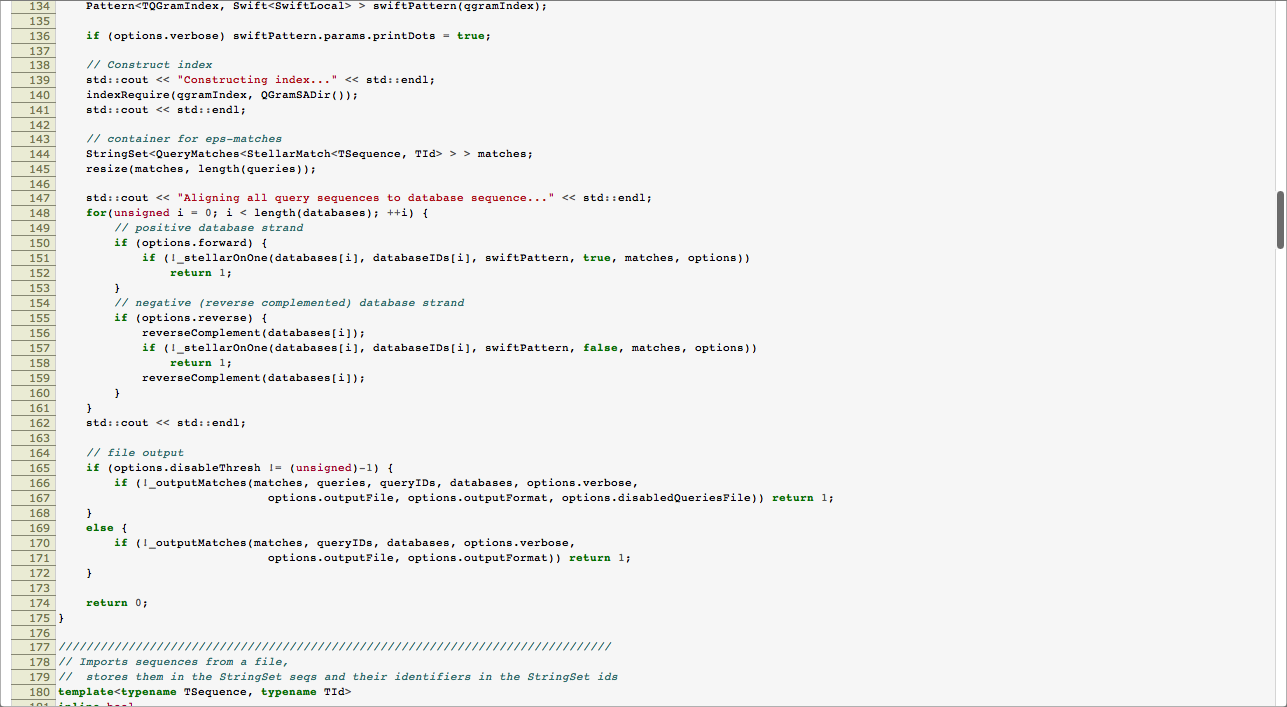 134 Pattern<TQGramIndex, Swift<SwiftLocal> > swiftPattern(qgramIndex);
135
136 if (options.verbose) swiftPattern.params.printDots = true;
137
138 // Construct index
139 std::cout << "Constructing index..." << std::endl;
140 indexRequire(qgramIndex, QGramSADir());
141 std::cout << std::endl;
142
143 // container for eps-matches
144 StringSet<QueryMatches<StellarMatch<TSequence, TId> > > matches;
145 resize(matches, length(queries));
146
147 std::cout << "Aligning all query sequences to database sequence..." << std::endl;
148 for(unsigned i = 0; i < length(databases); ++i) {
149 // positive database strand
150 if (options.forward) {
151 if (!_stellarOnOne(databases[i], databaseIDs[i], swiftPattern, true, matches, options))
152 return 1;
153 }
154 // negative (reverse complemented) database strand
155 if (options.reverse) {
156 reverseComplement(databases[i]);
157 if (!_stellarOnOne(databases[i], databaseIDs[i], swiftPattern, false, matches, options))
158 return 1;
159 reverseComplement(databases[i]);
160 }
161 }
162 std::cout << std::endl;
163
164 // file output
165 if (options.disableThresh != (unsigned)-1) {
166 if (!_outputMatches(matches, queries, queryIDs, databases, options.verbose,
167 options.outputFile, options.outputFormat, options.disabledQueriesFile)) return 1;
168 }
169 else {
170 if (!_outputMatches(matches, queryIDs, databases, options.verbose,
171 options.outputFile, options.outputFormat)) return 1;
172 }
173
174 return 0;
175 }
176
177 ///////////////////////////////////////////////////////////////////////////////
178 // Imports sequences from a file,
179 // stores them in the StringSet seqs and their identifiers in the StringSet ids
180 template<typename TSequence, typename TId>
181 inline bool